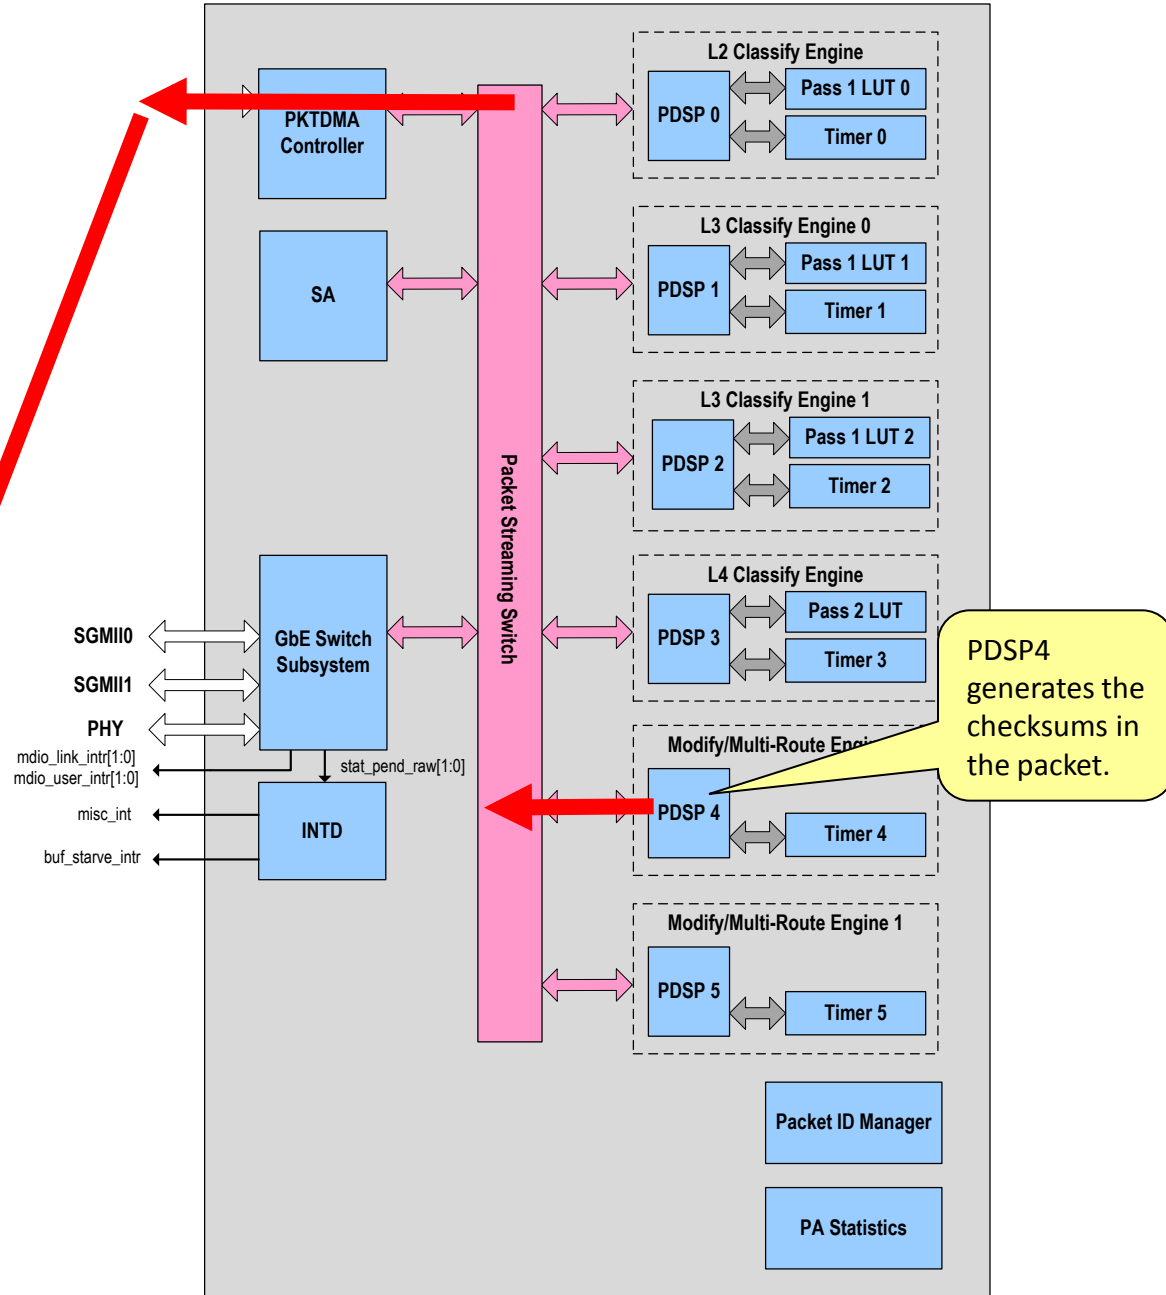 L2 Classify Engine
PKTDMA
Controller
PDSP 0
Pass 1 LUT 0
Timer 0
L3 Classify Engine 0
SA
PDSP 1
Pass 1 LUT 1
Timer 1
L3 Classify Engine 1
PDSP 2
Pass 1 LUT 2
Timer 2
Packet Streaming Switch
L4 Classify Engine
SGMII0
SGMII1
PHY
GbE Switch
Subsystem
PDSP 3
Pass 2 LUT
Timer 3
PDSP4
generates the
checksums in
the packet.
mdio_link_intr[1:0]
mdio_user_intr[1:0]
stat_pend_raw[1:0]
misc_int
INTD
buf_starve_intr
Modify/Multi-Route Engine
PDSP 4
Timer 4
Modify/Multi-Route Engine 1
PDSP 5
Timer 5
Packet ID Manager
PA Statistics